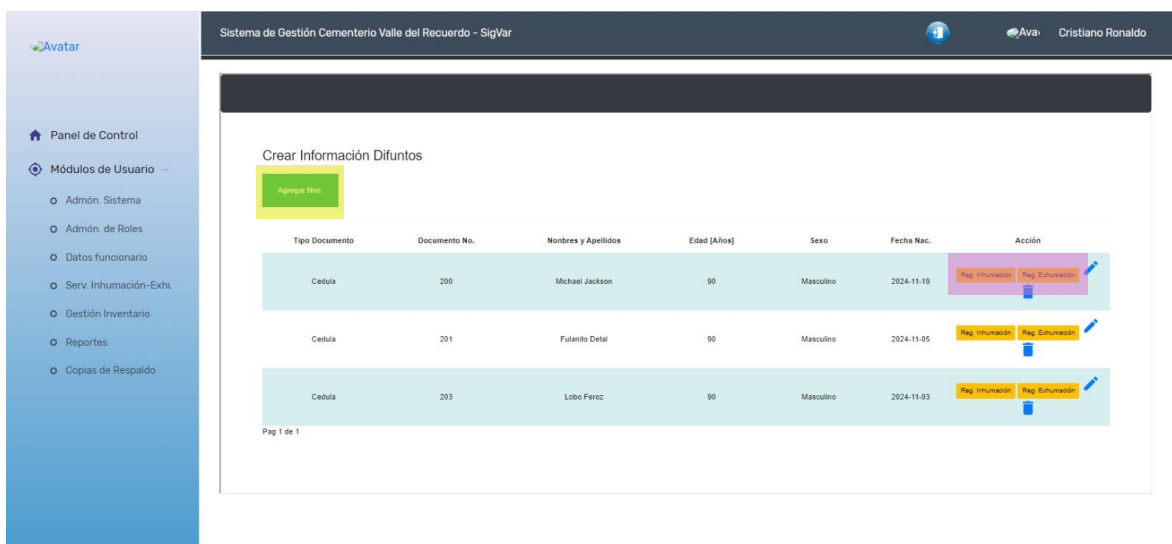 Avatar
Sistema de Gestión Cementerio Valle del Recuerdo - SigVar
Ava
Cristiano Ronaldo
Panel de Control
Módulos de Usuario
Admón. Sistema
Admón. de Roles
Datos funcionario
Serv. Inhumación-Exhu
Gestión Inventario
Reportes
Copias de Respaldo
Crear Información Difuntos
Agregar Nvo.
Tipo Documento Documento No. Nonbres y Apellidos Edad [Años] Sexo Fecha Nac. Acción
Cedula 200 Michael Jackson 90 Masculino 2024-11-19 Reg. Inhumación Reg. Exhumación
Cedula 201 Fulanito Detal 90 Masculino 2024-11-05 Reg. Inhumación Reg. Exhumación
Cedula 203 Lobo Feroz 90 Masculino 2024-11-03 Reg. Inhumación Reg. Exhumación
Pag 1 de 1